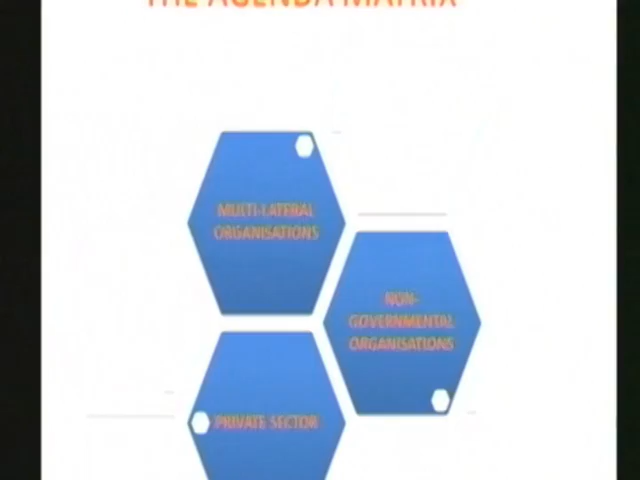 THE AGENDA MATRIX
MULTI-LATERAL
ORGANISATIONS
NON-
GOVERNMENTAL
ORGANISATIONS
PRIVATE SECTOR